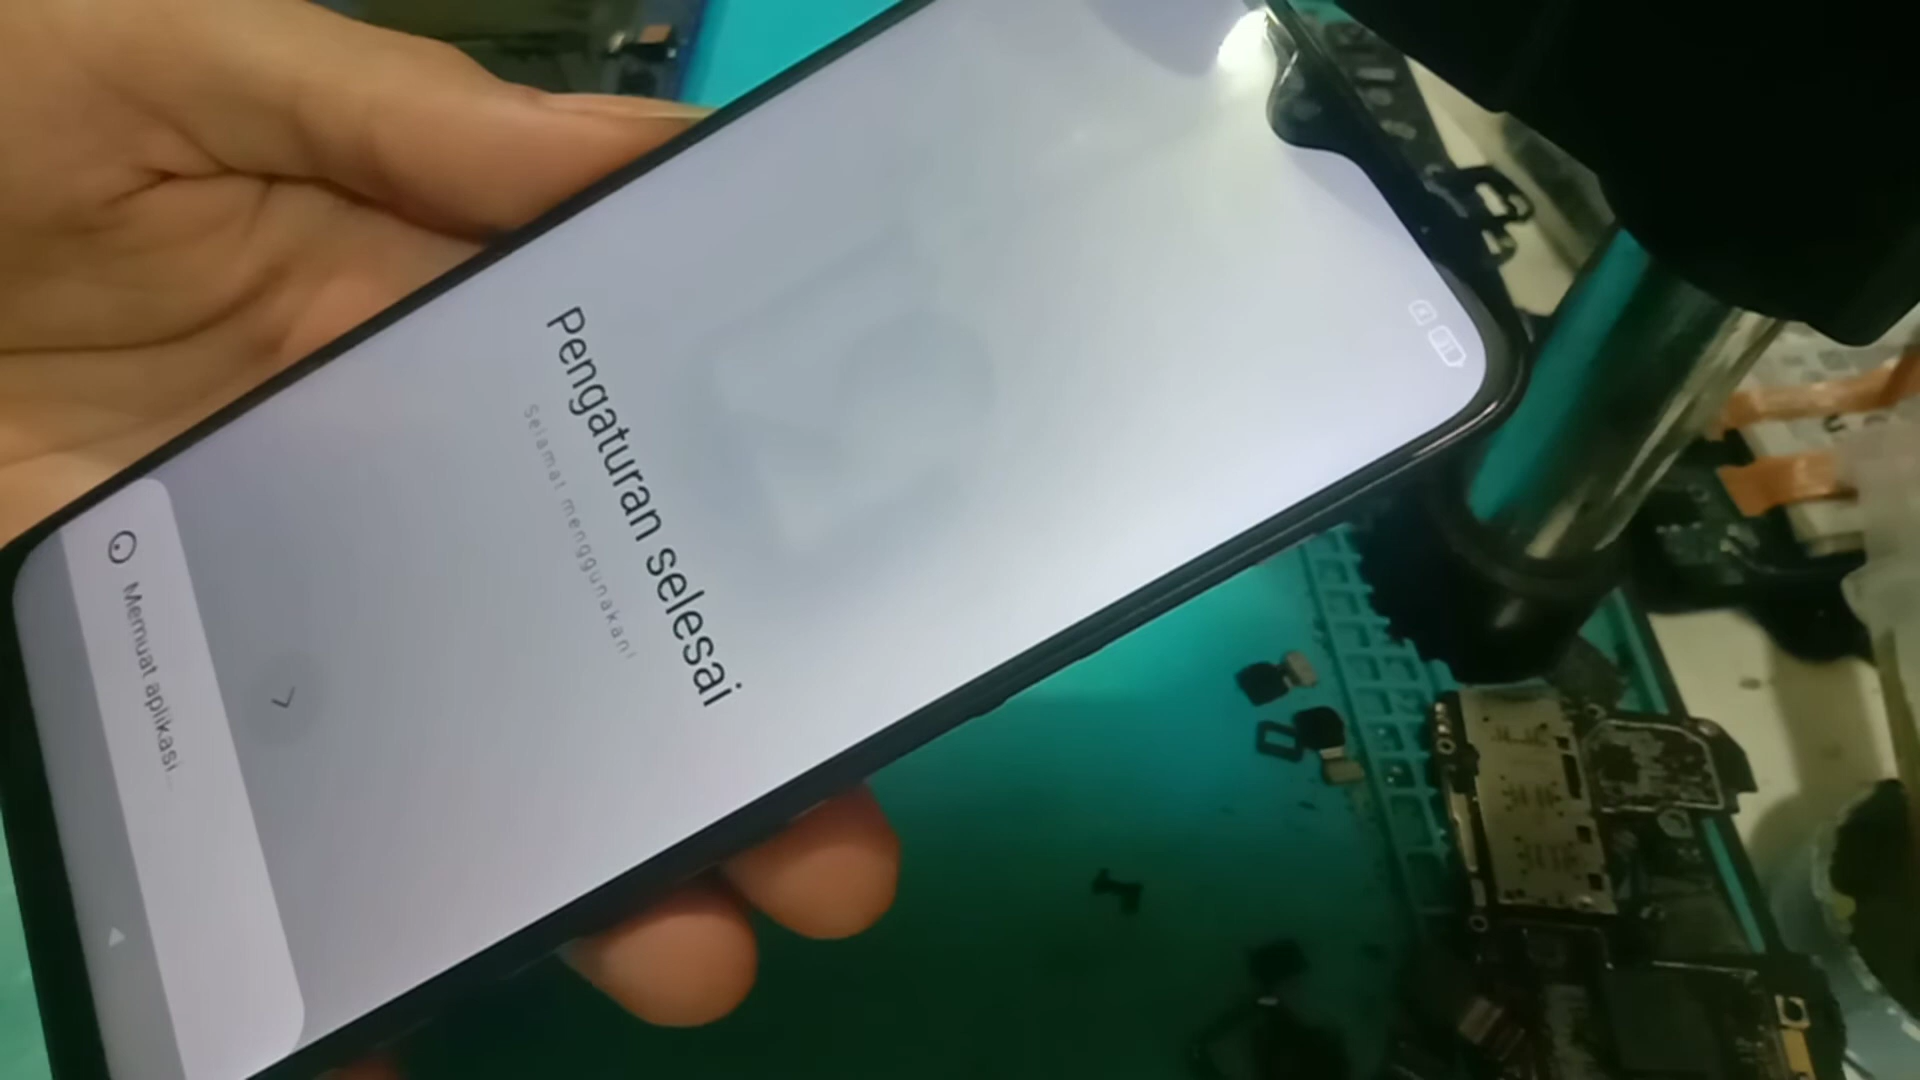 Pengaturan selesai
Selamat menggunakan!
Memuat aplikasi...